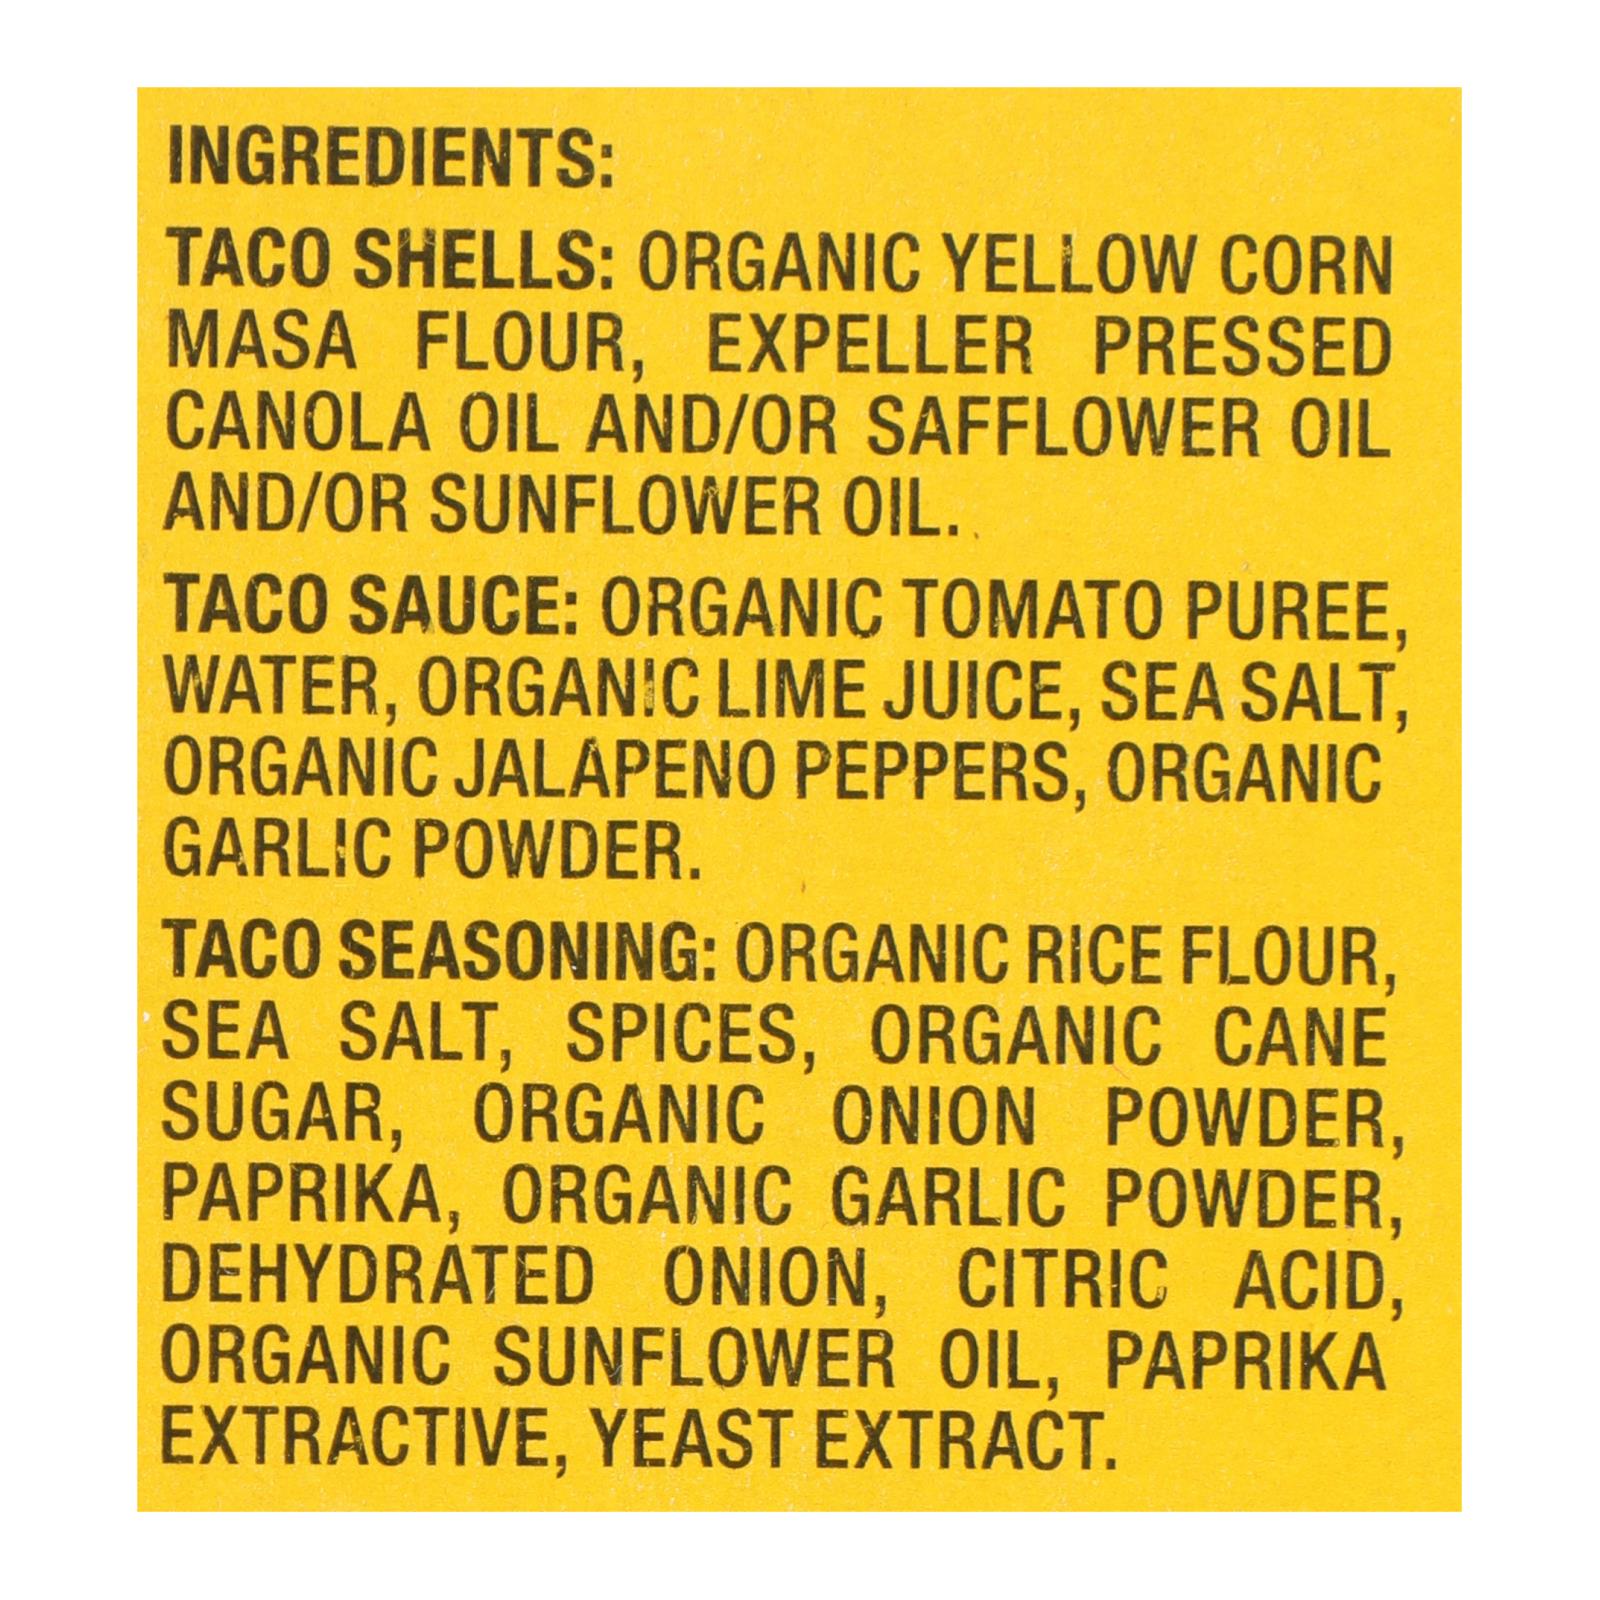 INGREDIENTS:
TACO SHELLS: ORGANIC YELLOW CORN
MASA FLOUR, EXPELLER PRESSED
CANOLA OIL AND/OR SAFFLOWER OIL
AND/OR SUNFLOWER OIL.
TACO SAUCE: ORGANIC TOMATO PUREE,
WATER, ORGANIC LIME JUICE, SEA SALT,
ORGANIC JALAPENO PEPPERS, ORGANIC
GARLIC POWDER.
TACO SEASONING: ORGANIC RICE FLOUR,
SEA SALT, SPICES, ORGANIC CANE
SUGAR, ORGANIC ONION POWDER,
PAPRIKA, ORGANIC GARLIC POWDER,
DEHYDRATED ONION, CITRIC ACID,
ORGANIC SUNFLOWER OIL, PAPRIKA
EXTRACTIVE, YEAST EXTRACT.